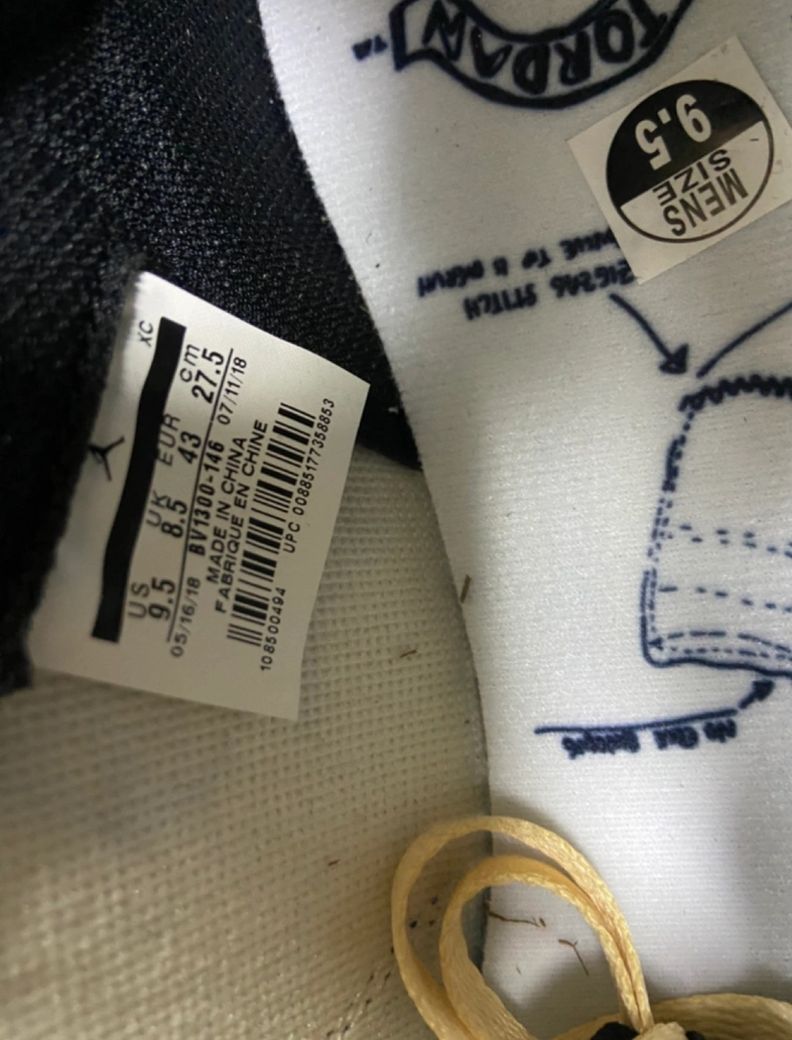 JORDAN
TM
9.5
SIZE
MENS
ZIGZAG STITCH
XC
US UK EUR cm
9.5 8.5 43 27.5
05/16/18 BV1300-146 07/11/18
MADE IN CHINA
FABRIQUE EN CHINE
UPC 00885177358853
108500494